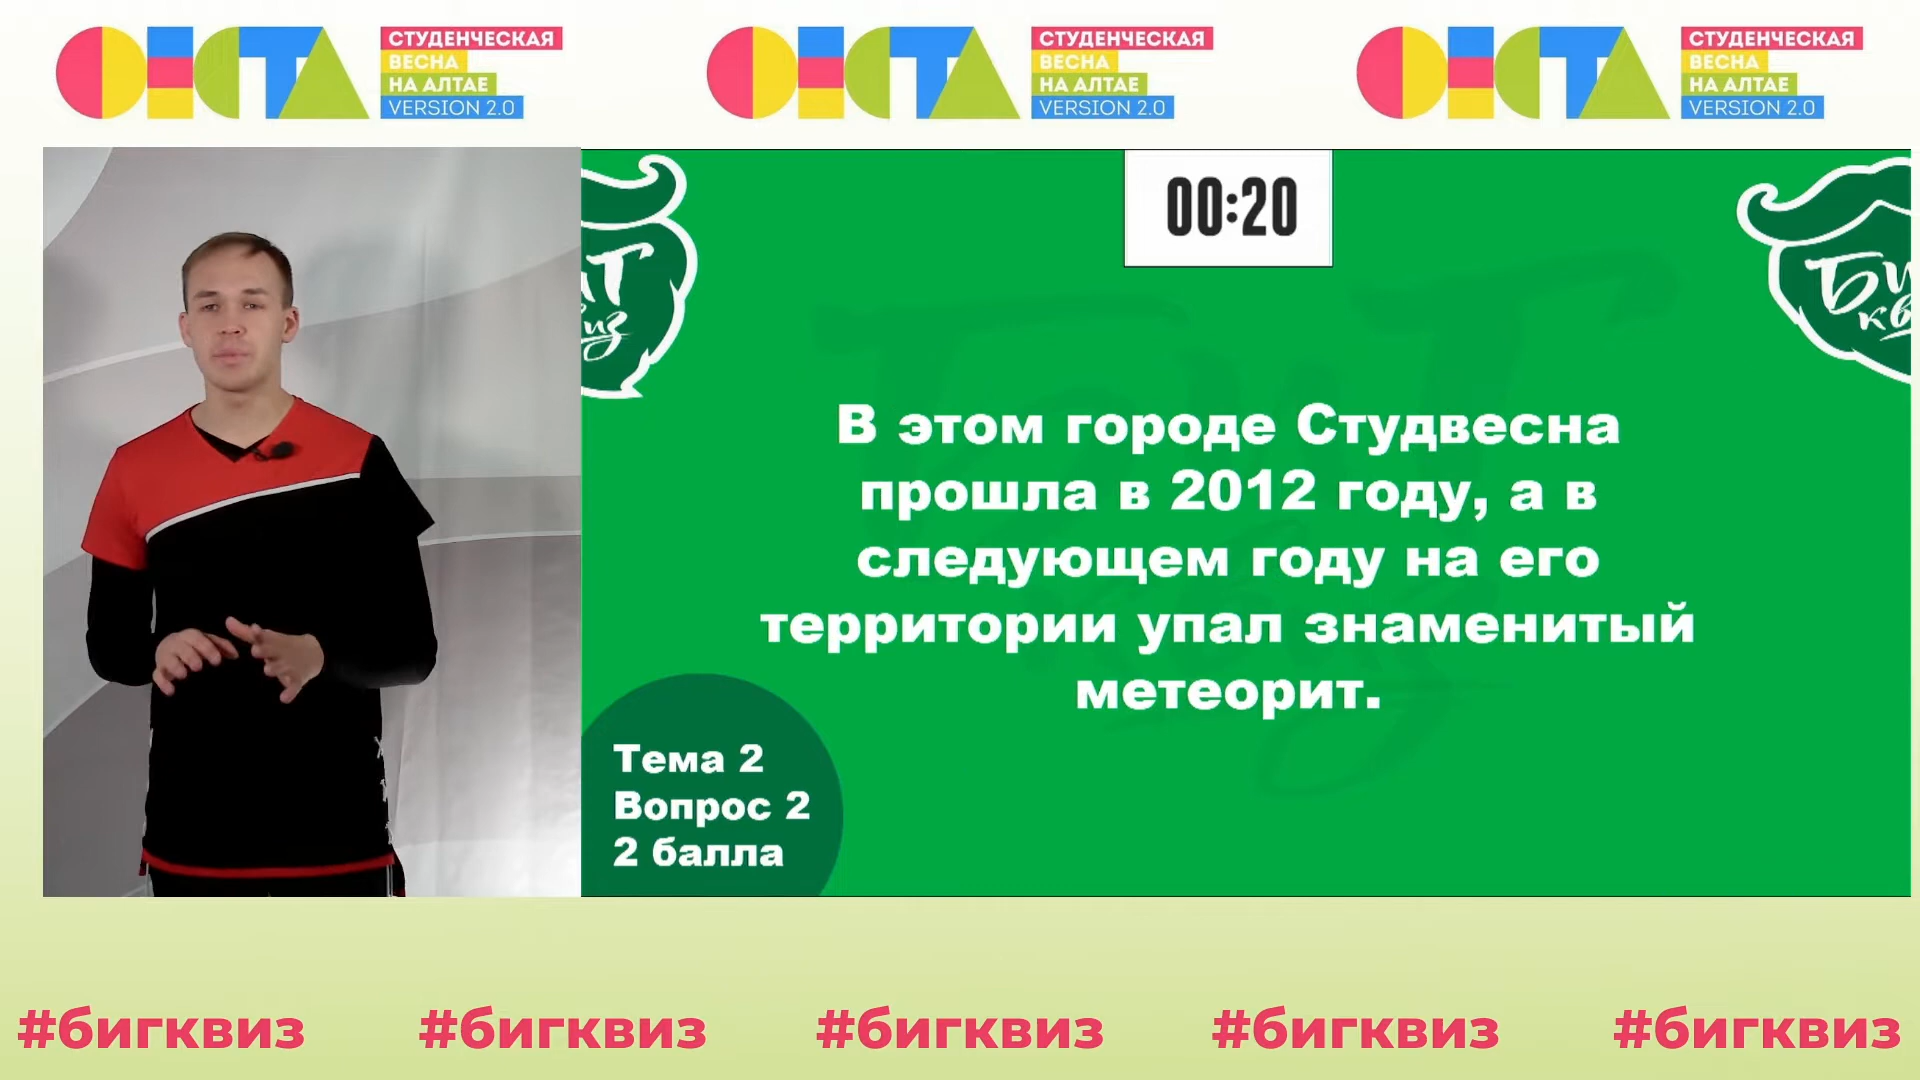 СТУДЕНЧЕСКАЯ
ВЕСНА
НА АЛТАЕ
VERSION 2.0
СТУДЕНЧЕСКАЯ
ВЕСНА
НА АЛТАЕ
VERSION 2.0
СТУДЕНЧЕСКАЯ
ВЕСНА
НА АЛТАЕ
VERSION 2.0
00:20
В этом городе Студвесна
прошла в 2012 году, а в
следующем году на его
территории упал знаменитый
метеорит.
Тема 2
Вопрос 2
2 балла
#бигквиз #бигквиз #бигквиз #бигквиз #бигквиз